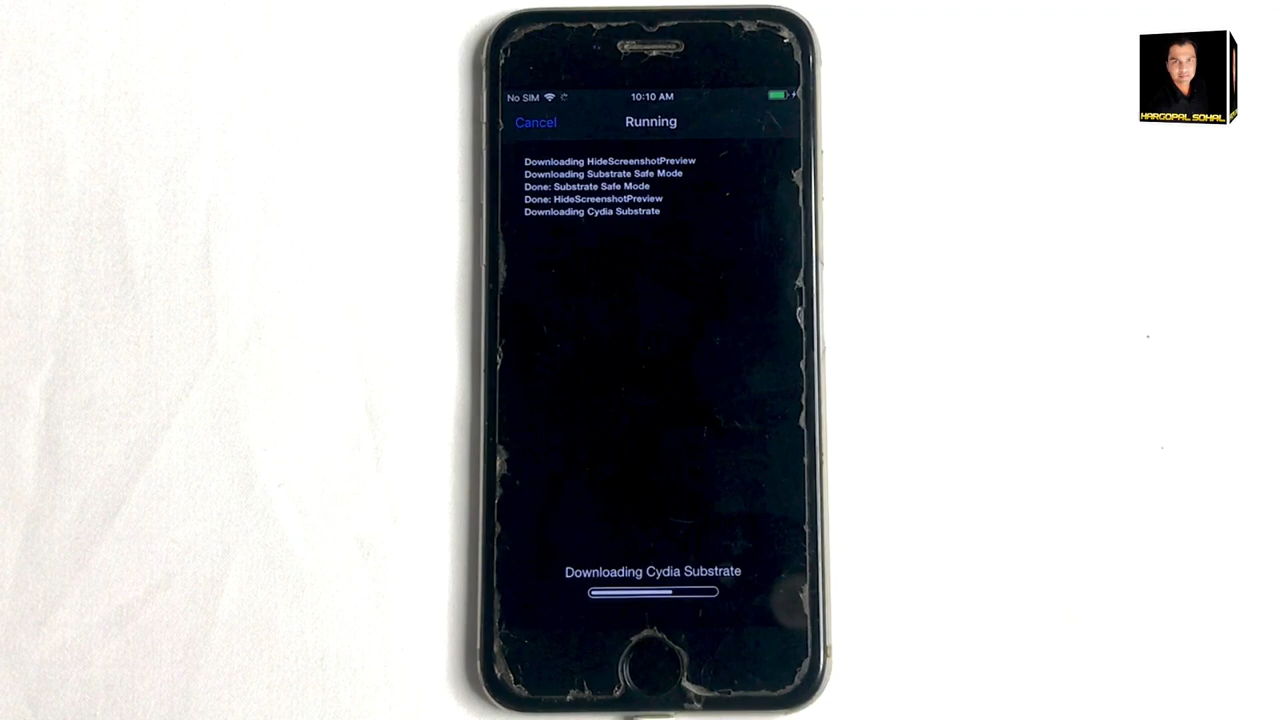 No SIM 10:10 AM
Cancel Running
Downloading HideScreenshotPreview
Downloading Substrate Safe Mode
Done: Substrate Safe Mode
Done: HideScreenshotPreview
Downloading Cydia Substrate
Downloading Cydia Substrate
HARGOPAL SOHAL